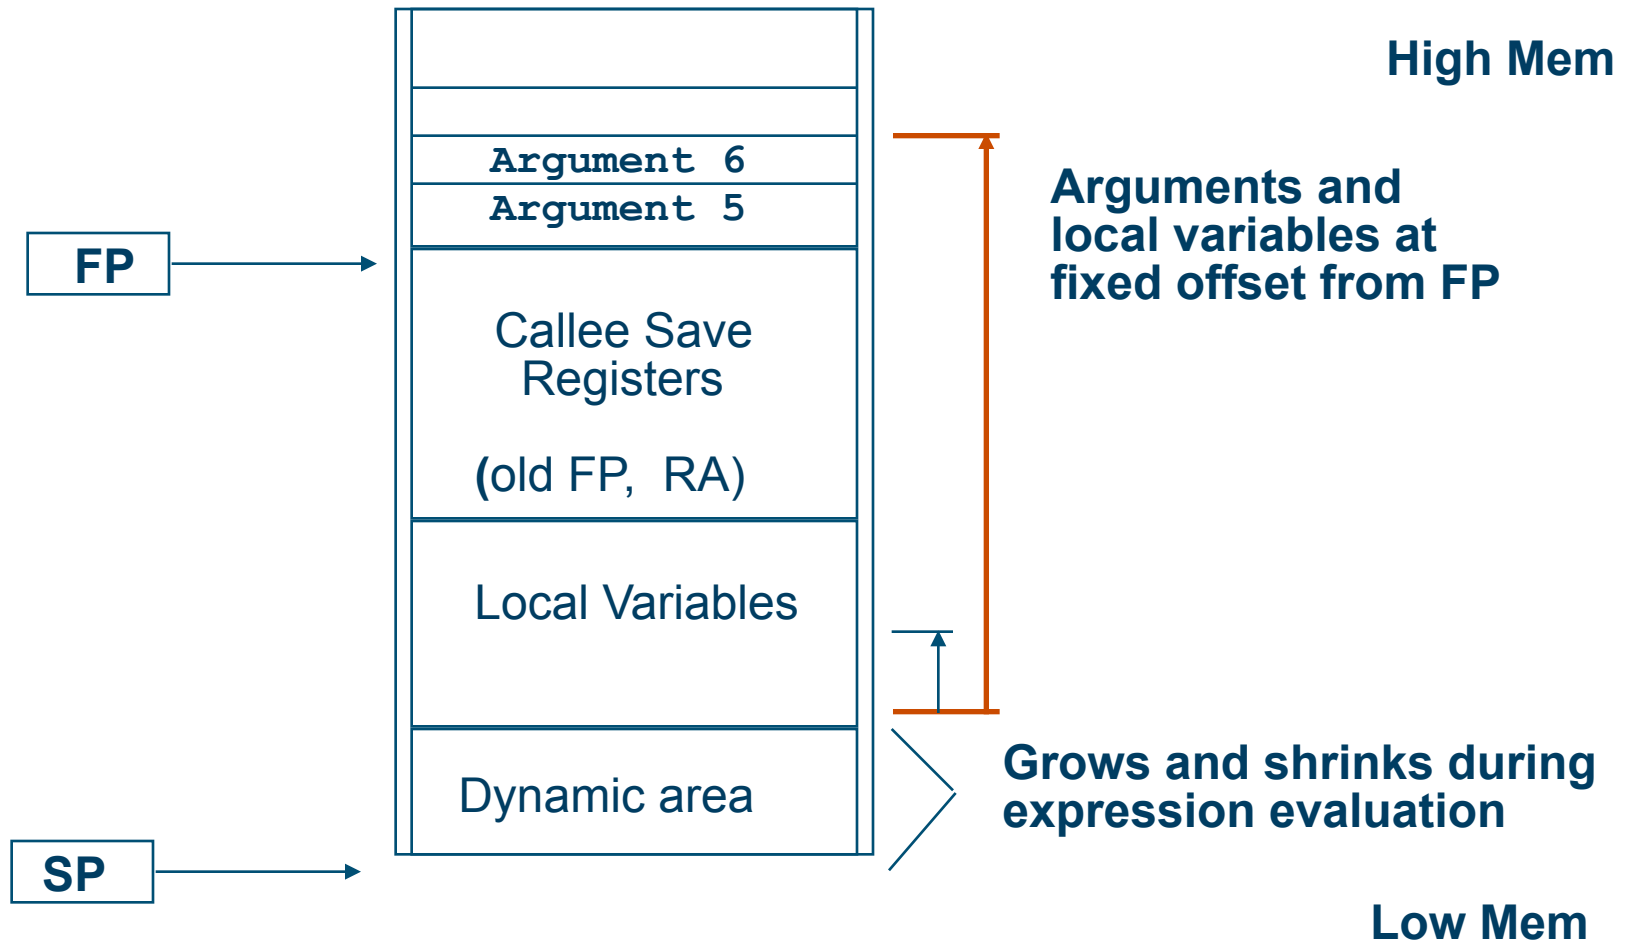 High Mem
Argument 6
Argument 5
Arguments and
local variables at
fixed offset from FP
FP
Callee Save
Registers
(old FP, RA)
Local Variables
Grows and shrinks during
expression evaluation
Dynamic area
SP
Low Mem